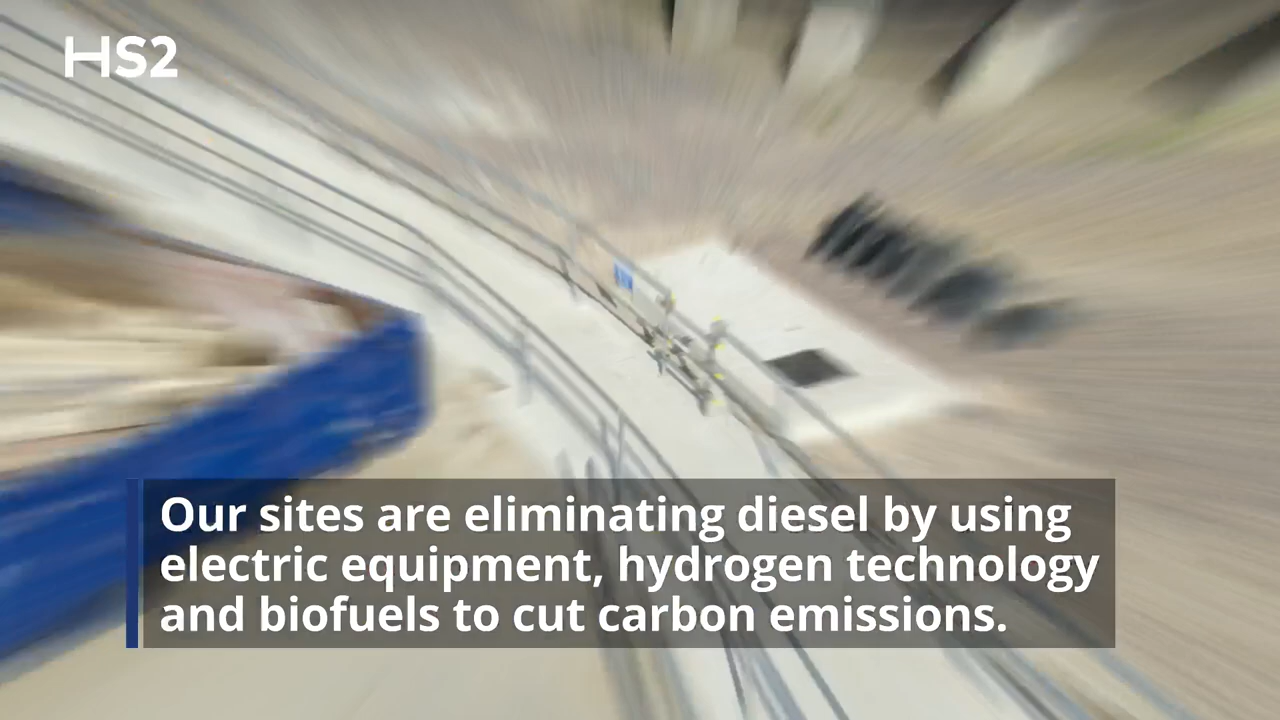 HS2
Our sites are eliminating diesel by using
electric equipment, hydrogen technology
and biofuels to cut carbon emissions.